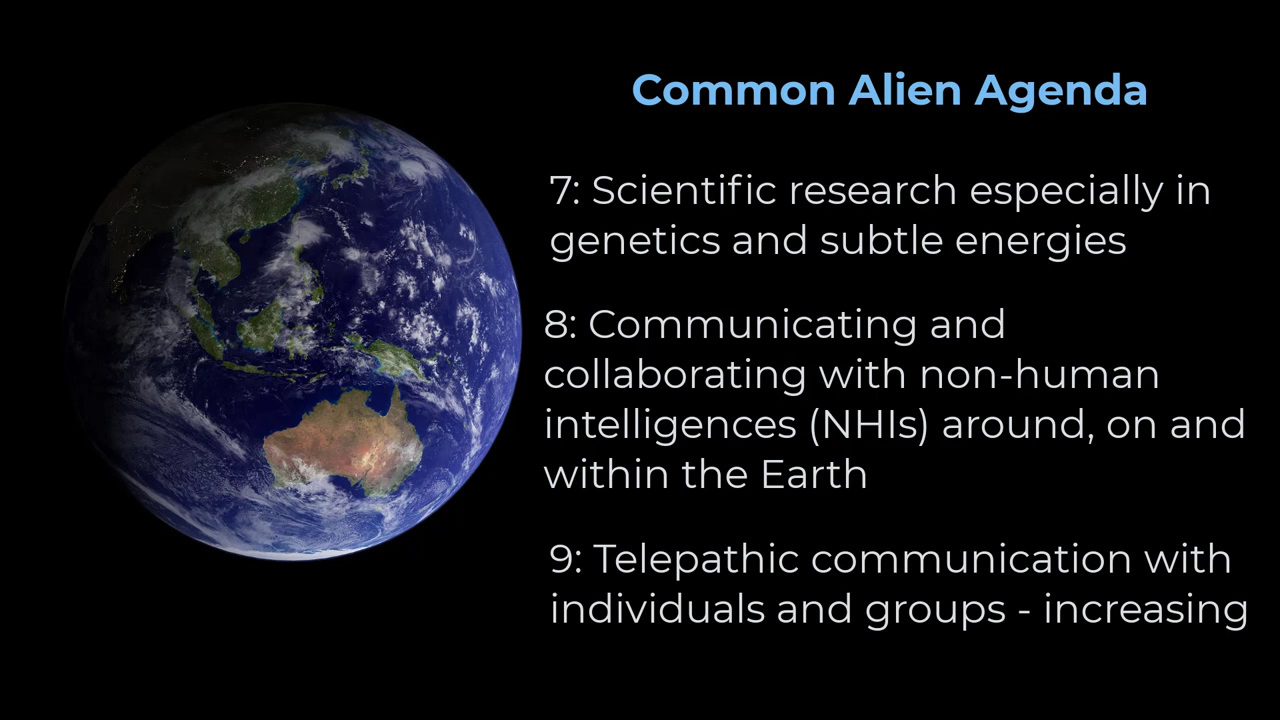 Common Alien Agenda
7: Scientific research especially in
genetics and subtle energies
8: Communicating and
collaborating with non-human
intelligences (NHIs) around, on and
within the Earth
9: Telepathic communication with
individuals and groups - increasing